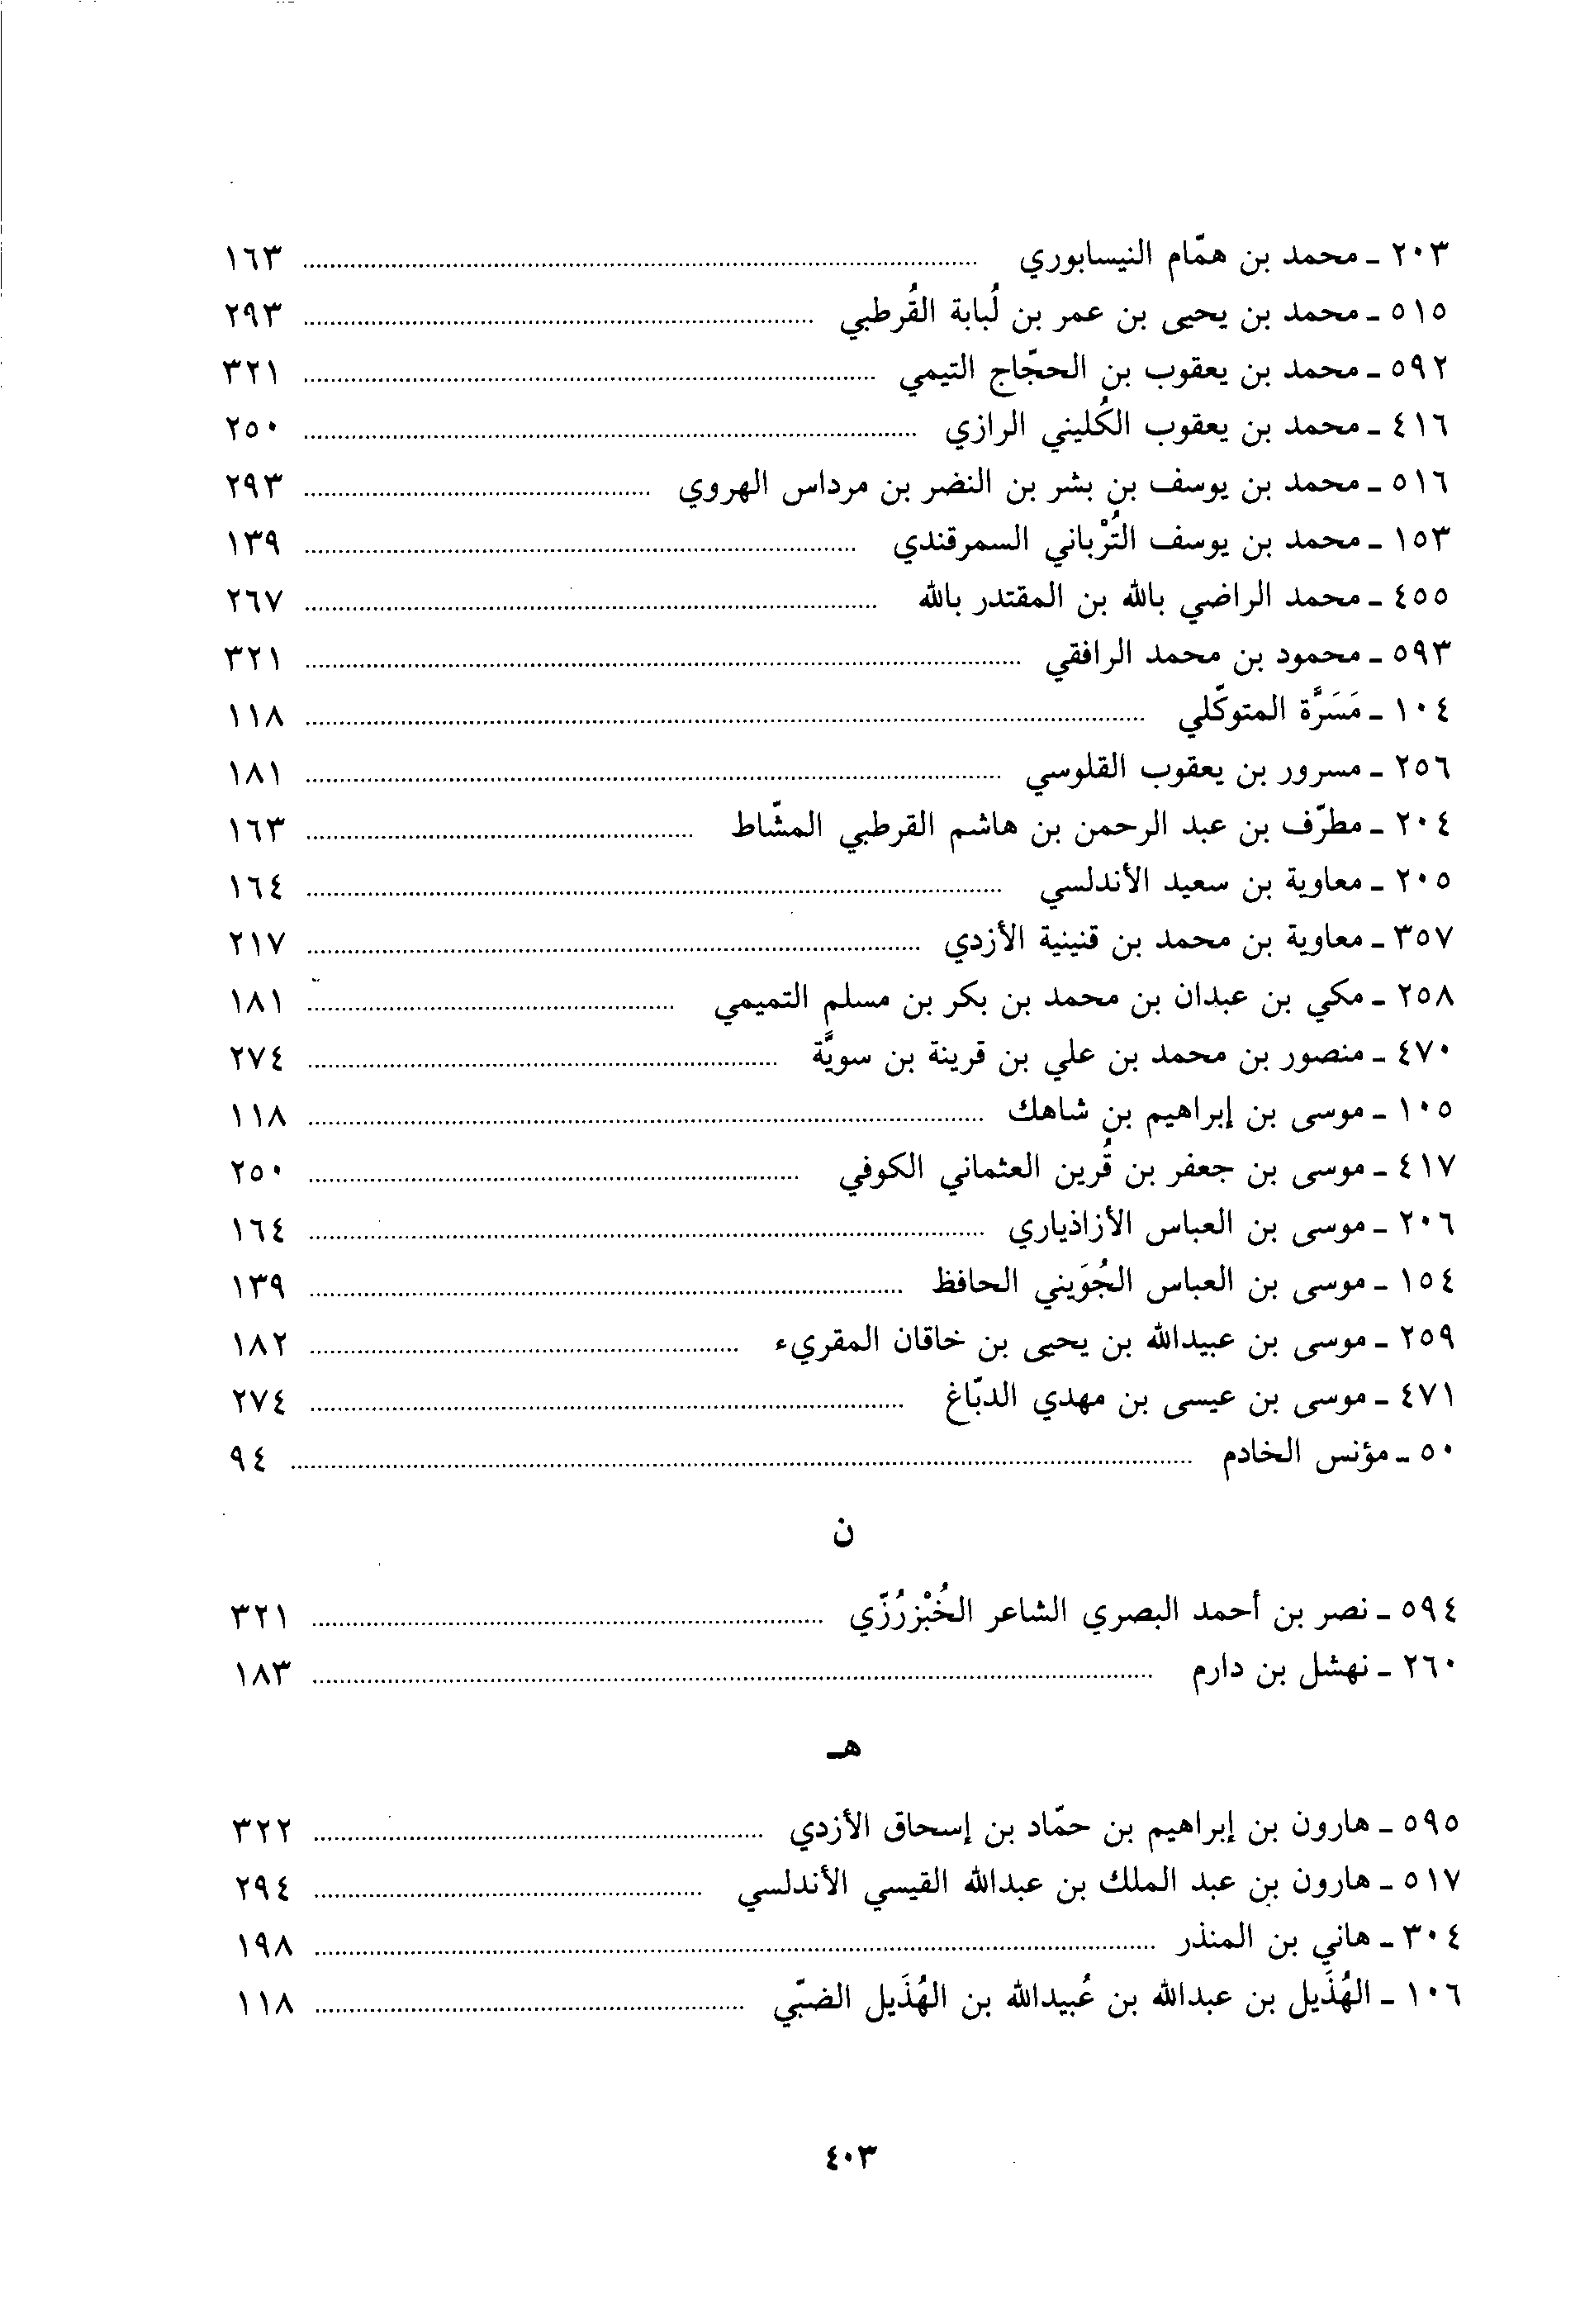 ٢٠٣ ـ محمد بن همّام النيسابوري ........ ١٦٣
٥١٥ ـ محمد بن يحيى بن عمر بن لُبابة القُرطبي ........ ٢٩٣
٥٩٢ ـ محمد بن يعقوب بن الحجّاج التيمي ........ ٣٢١
٤١٦ ـ محمد بن يعقوب الكُليني الرازي ........ ٢٥٠
٥١٦ ـ محمد بن يوسف بن بشر بن النضر بن مرداس الهروي ........ ٢٩٣
١٥٣ ـ محمد بن يوسف التُرْباني السمرقندي ........ ١٣٩
٤٥٥ ـ محمد الراضي بالله بن المقتدر بالله ........ ٢٦٧
٥٩٣ ـ محمود بن محمد الرافقي ........ ٣٢١
١٠٤ ـ مَسَرَّة المتوكّلي ........ ١١٨
٢٥٦ ـ مسرور بن يعقوب القلوسي ........ ١٨١
٢٠٤ ـ مطرّف بن عبد الرحمن بن هاشم القرطبي المشّاط ........ ١٦٣
٢٠٥ ـ معاوية بن سعيد الأندلسي ........ ١٦٤
٣٥٧ ـ معاوية بن محمد بن قنينية الأزدي ........ ٢١٧
٢٥٨ ـ مكي بن عبدان بن محمد بن بكر بن مسلم التميمي ........ ١٨١
٤٧٠ ـ منصور بن محمد بن علي بن قرينة بن سويَّة ........ ٢٧٤
١٠٥ ـ موسى بن إبراهيم بن شاهك ........ ١١٨
٤١٧ ـ موسى بن جعفر بن قُرين العثماني الكوفي ........ ٢٥٠
٢٠٦ ـ موسى بن العباس الأزاذياري ........ ١٦٤
١٥٤ ـ موسى بن العباس الجُوَيني الحافظ ........ ١٣٩
٢٥٩ ـ موسى بن عبيدالله بن يحيى بن خاقان المقريء ........ ١٨٢
٤٧١ ـ موسى بن عيسى بن مهدي الدبّاغ ........ ٢٧٤
٥٠ ـ مؤنس الخادم ........ ٩٤
ن
٥٩٤ ـ نصر بن أحمد البصري الشاعر الخُبْزرُزّي ........ ٣٢١
٢٦٠ ـ نهشل بن دارم ........ ١٨٣
هـ
٥٩٥ ـ هارون بن إبراهيم بن حمّاد بن إسحاق الأزدي ........ ٣٢٢
٥١٧ ـ هارون بن عبد الملك بن عبدالله القيسي الأندلسي ........ ٢٩٤
٣٠٤ ـ هاني بن المنذر ........ ١٩٨
١٠٦ ـ الهُذَيل بن عبدالله بن عُبيدالله بن الهُذَيل الضبّي ........ ١١٨
٤٠٣